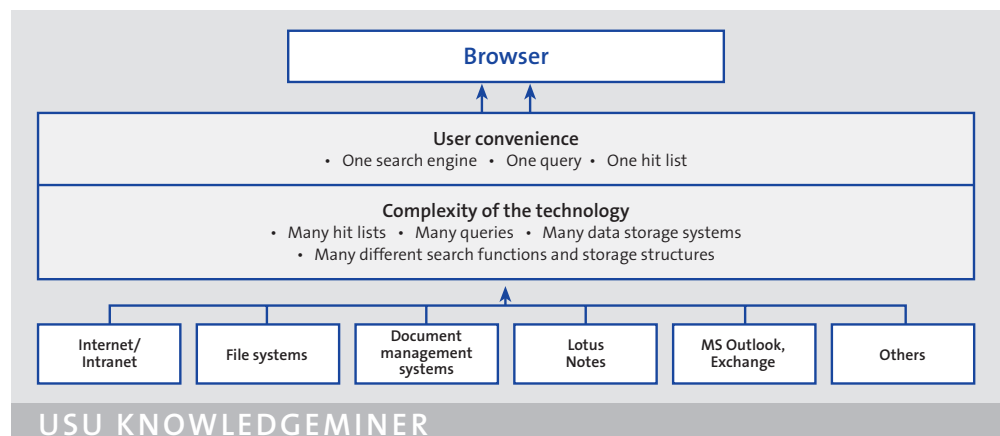 Browser
User convenience
• One search engine • One query • One hit list
Complexity of the technology
• Many hit lists • Many queries • Many data storage systems
• Many different search functions and storage structures
Internet/
Intranet
File systems
Document
management
systems
Lotus
Notes
MS Outlook,
Exchange
Others
USU KNOWLEDGEMINER